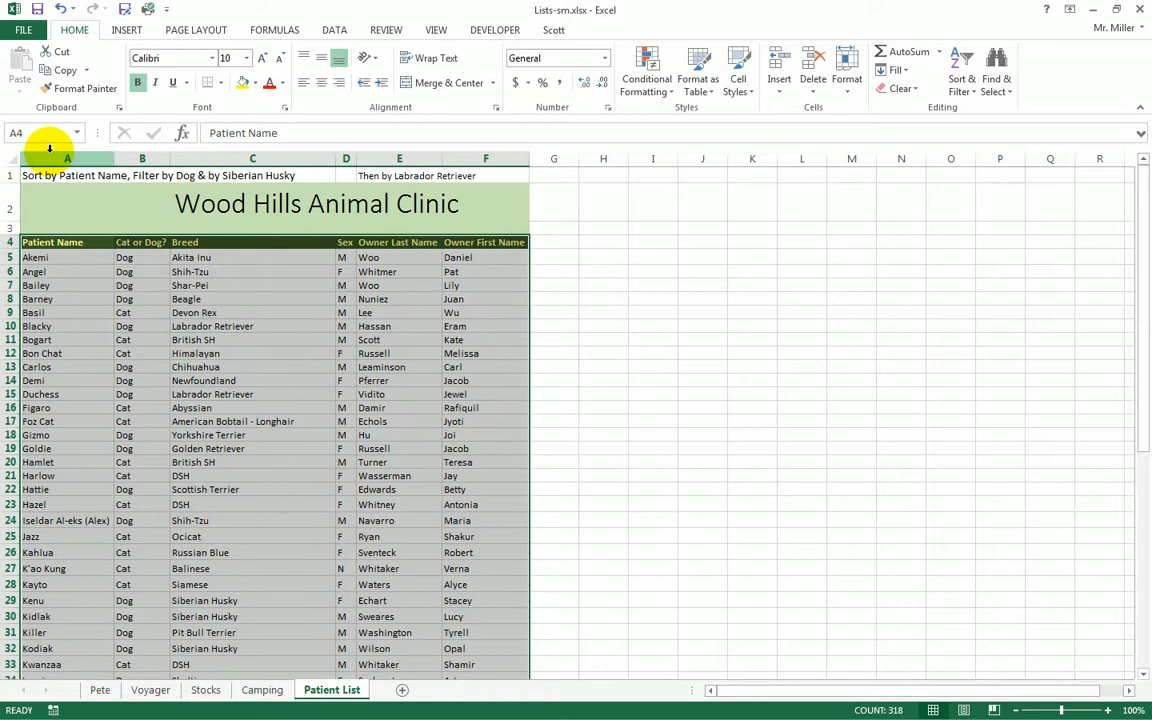 Lists-sm.xlsx - Excel
FILE HOME INSERT PAGE LAYOUT FORMULAS DATA REVIEW VIEW DEVELOPER Scott Mr. Miller
Paste Cut Copy Format Painter Clipboard
Calibri 10 B I U A Font
Wrap Text Merge & Center Alignment
General $ % , Number
Conditional Formatting Format as Table Cell Styles Styles
Insert Delete Format Cells
AutoSum Fill Clear Sort & Filter Find & Select Editing
A4 fx Patient Name
A B C D E F G H I J K L M N O P Q R
1 Sort by Patient Name, Filter by Dog & by Siberian Husky Then by Labrador Retriever
2 Wood Hills Animal Clinic
3
4 Patient Name Cat or Dog? Breed Sex Owner Last Name Owner First Name
5 Akemi Dog Akita Inu M Woo Daniel
6 Angel Dog Shih-Tzu F Whitmer Pat
7 Bailey Dog Shar-Pei M Woo Lily
8 Barney Dog Beagle M Nuniez Juan
9 Basil Cat Devon Rex M Lee Wu
10 Blacky Dog Labrador Retriever M Hassan Eram
11 Bogart Cat British SH M Scott Kate
12 Bon Chat Cat Himalayan F Russell Melissa
13 Carlos Dog Chihuahua M Leaminson Carl
14 Demi Dog Newfoundland F Pferrer Jacob
15 Duchess Dog Labrador Retriever F Vidito Jewel
16 Figaro Cat Abyssian M Damir Rafiquil
17 Foz Cat Cat American Bobtail - Longhair M Echols Jyoti
18 Gizmo Dog Yorkshire Terrier M Hu Joi
19 Goldie Dog Golden Retriever F Russell Jacob
20 Hamlet Cat British SH M Turner Teresa
21 Harlow Cat DSH F Wasserman Jay
22 Hattie Dog Scottish Terrier F Edwards Betty
23 Hazel Cat DSH F Whitney Antonia
24 Iseldar Al-eks (Alex) Dog Shih-Tzu M Navarro Maria
25 Jazz Cat Ocicat F Ryan Shakur
26 Kahlua Cat Russian Blue F Sventeck Robert
27 K'ao Kung Cat Balinese N Whitaker Verna
28 Kayto Cat Siamese F Waters Alyce
29 Kenu Dog Siberian Husky F Echart Stacey
30 Kidlak Dog Siberian Husky M Sweares Lucy
31 Killer Dog Pit Bull Terrier M Washington Tyrell
32 Kodiak Dog Siberian Husky M Wilson Opal
33 Kwanzaa Cat DSH F Whitaker Shamir
Pete Voyager Stocks Camping Patient List
READY COUNT: 318 100%